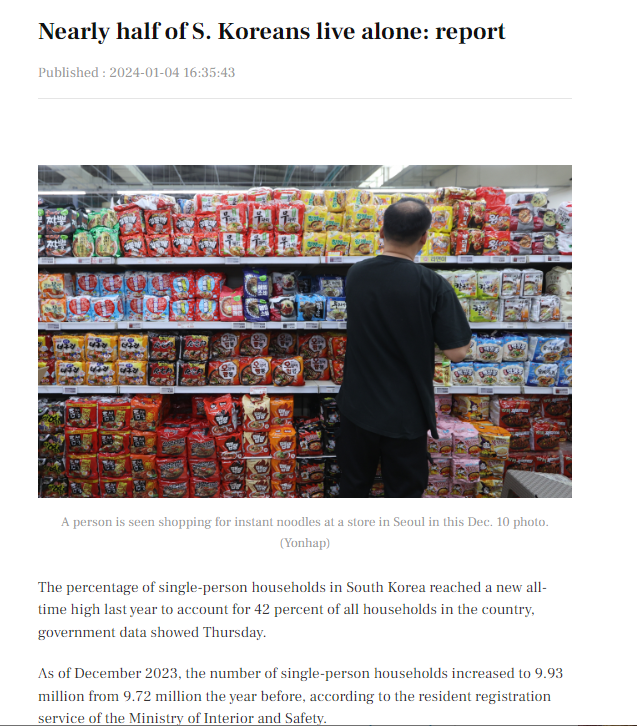 Nearly half of S. Koreans live alone: report
Published : 2024-01-04 16:35:43
A person is seen shopping for instant noodles at a store in Seoul in this Dec. 10 photo.
(Yonhap)
The percentage of single-person households in South Korea reached a new all-
time high last year to account for 42 percent of all households in the country,
government data showed Thursday.
As of December 2023, the number of single-person households increased to 9.93
million from 9.72 million the year before, according to the resident registration
service of the Ministry of Interior and Safety.